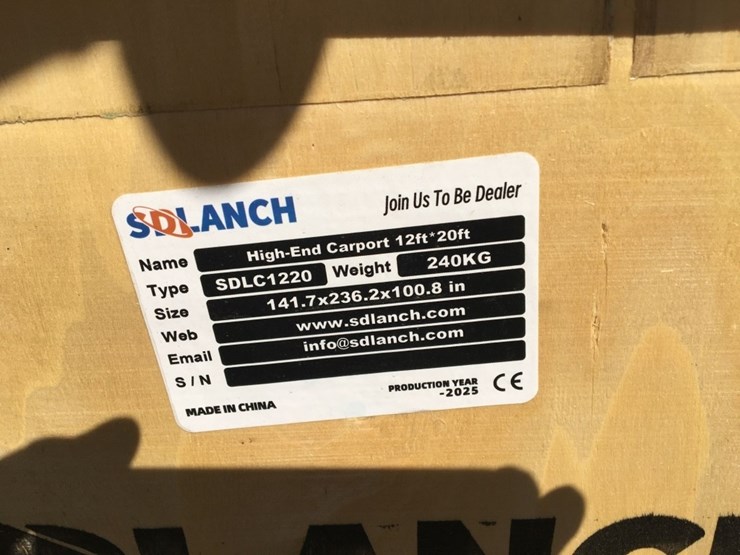 SDLANCH
Join Us To Be Dealer
Name High-End Carport 12ft*20ft
Type SDLC1220 Weight 240KG
Size 141.7x236.2x100.8 in
Web www.sdlanch.com
Email info@sdlanch.com
S/N
MADE IN CHINA
PRODUCTION YEAR
-2025
CE